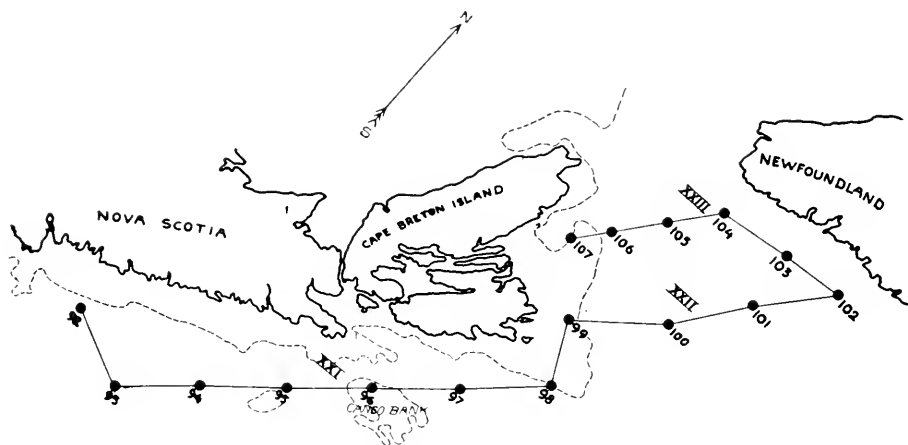 N
S
NEWFOUNDLAND
NOVA SCOTIA
CAPE BRETON ISLAND
XXIII
104
105
106
107
103
XXII
102
101
100
99
92
XXI
93
94
95
96
97
98
CANSO BANK